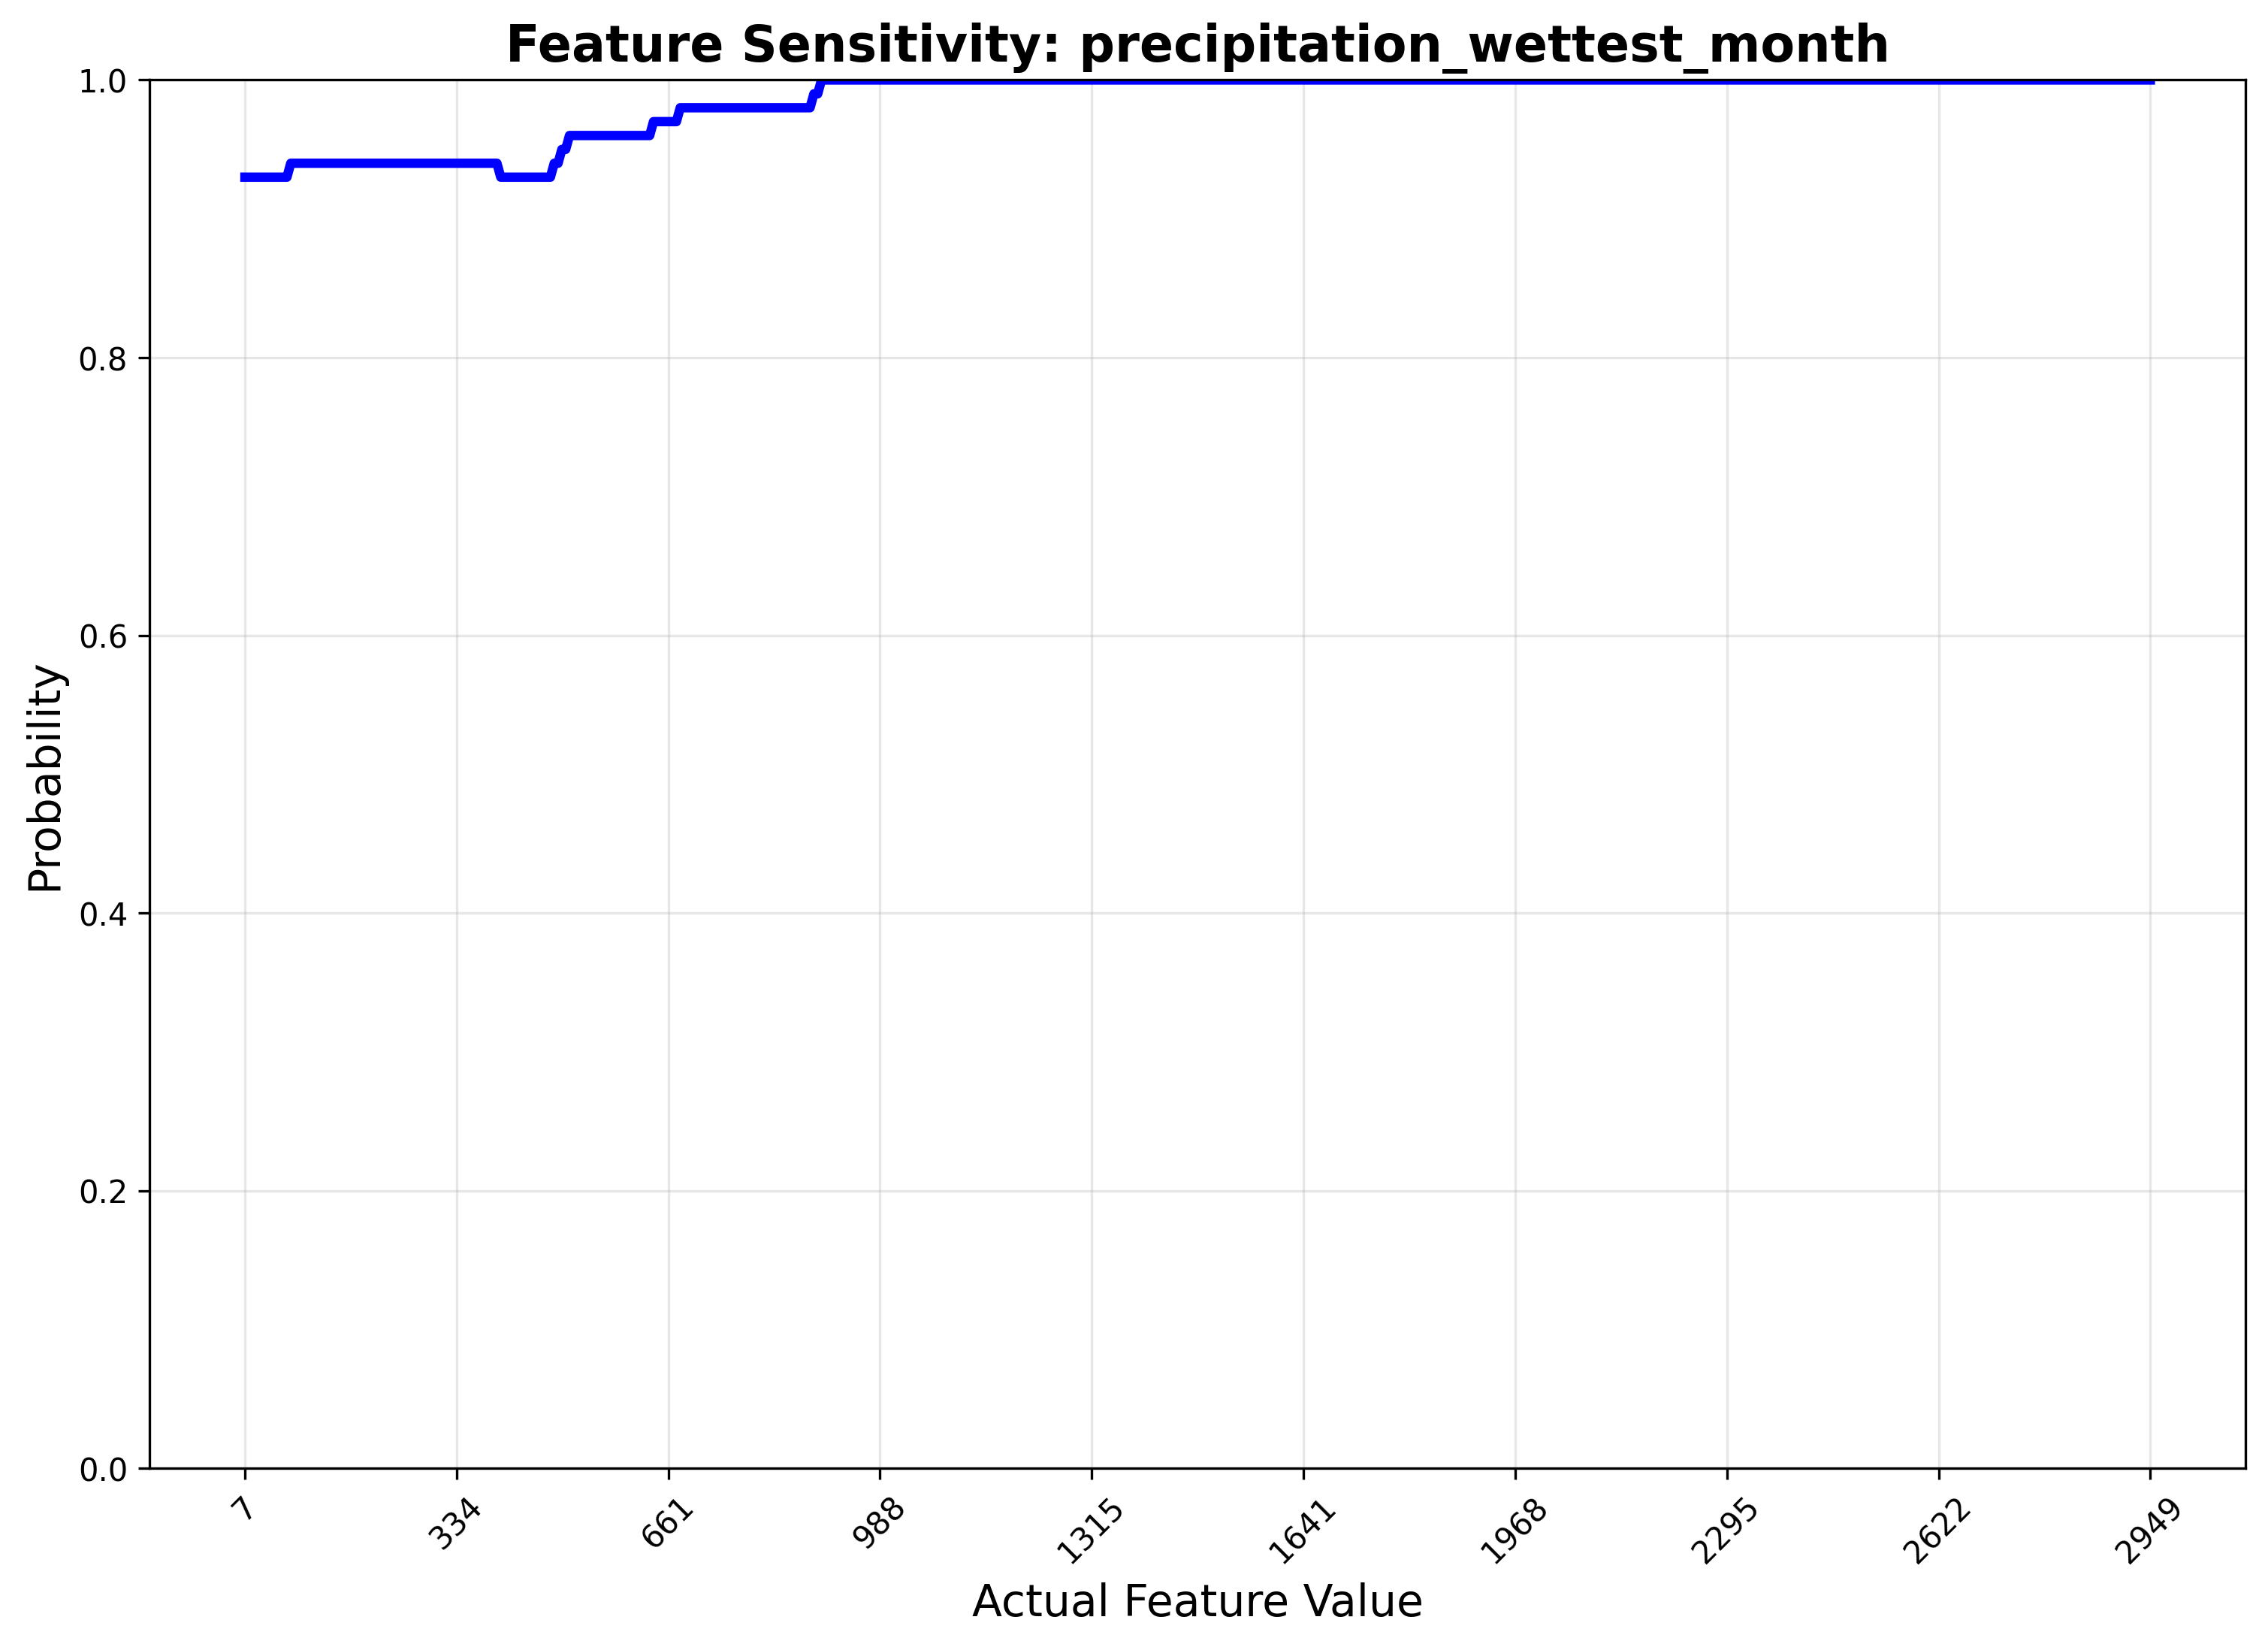 Feature Sensitivity: precipitation_wettest_month
1.0
0.8
0.6
0.4
0.2
0.0
Probability
7 334 661 988 1315 1641 1968 2295 2622 2949
Actual Feature Value